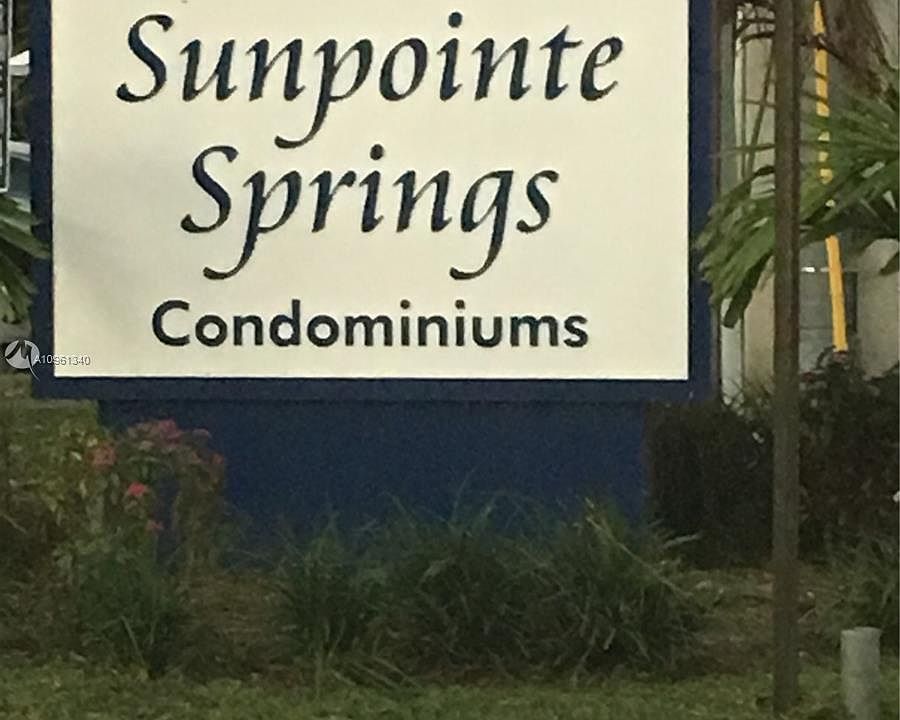 Sunpointe
Springs
Condominiums
A10961340